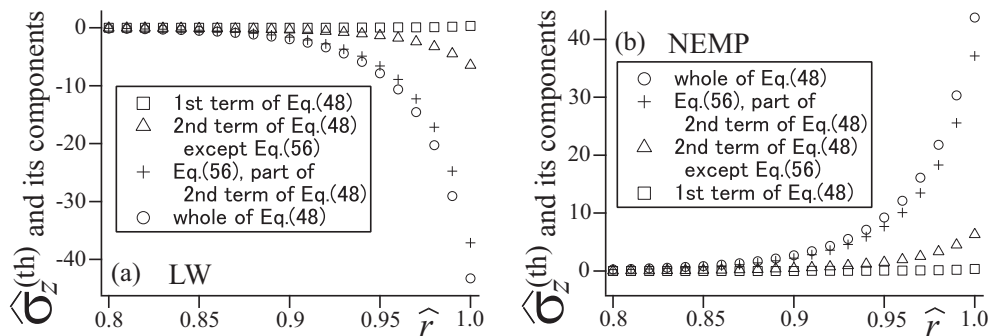 0
-10
-20
-30
-40
σ̂z(th) and its components
□ 1st term of Eq.(48)
△ 2nd term of Eq.(48)
except Eq.(56)
+ Eq.(56), part of
2nd term of Eq.(48)
○ whole of Eq.(48)
(a) LW
0.8 0.85 0.9 0.95 r̂ 1.0
40
30
20
10
0
σ̂z(th) and its components
(b) NEMP
○ whole of Eq.(48)
+ Eq.(56), part of
2nd term of Eq.(48)
△ 2nd term of Eq.(48)
except Eq.(56)
□ 1st term of Eq.(48)
0.8 0.85 0.9 0.95 r̂ 1.0